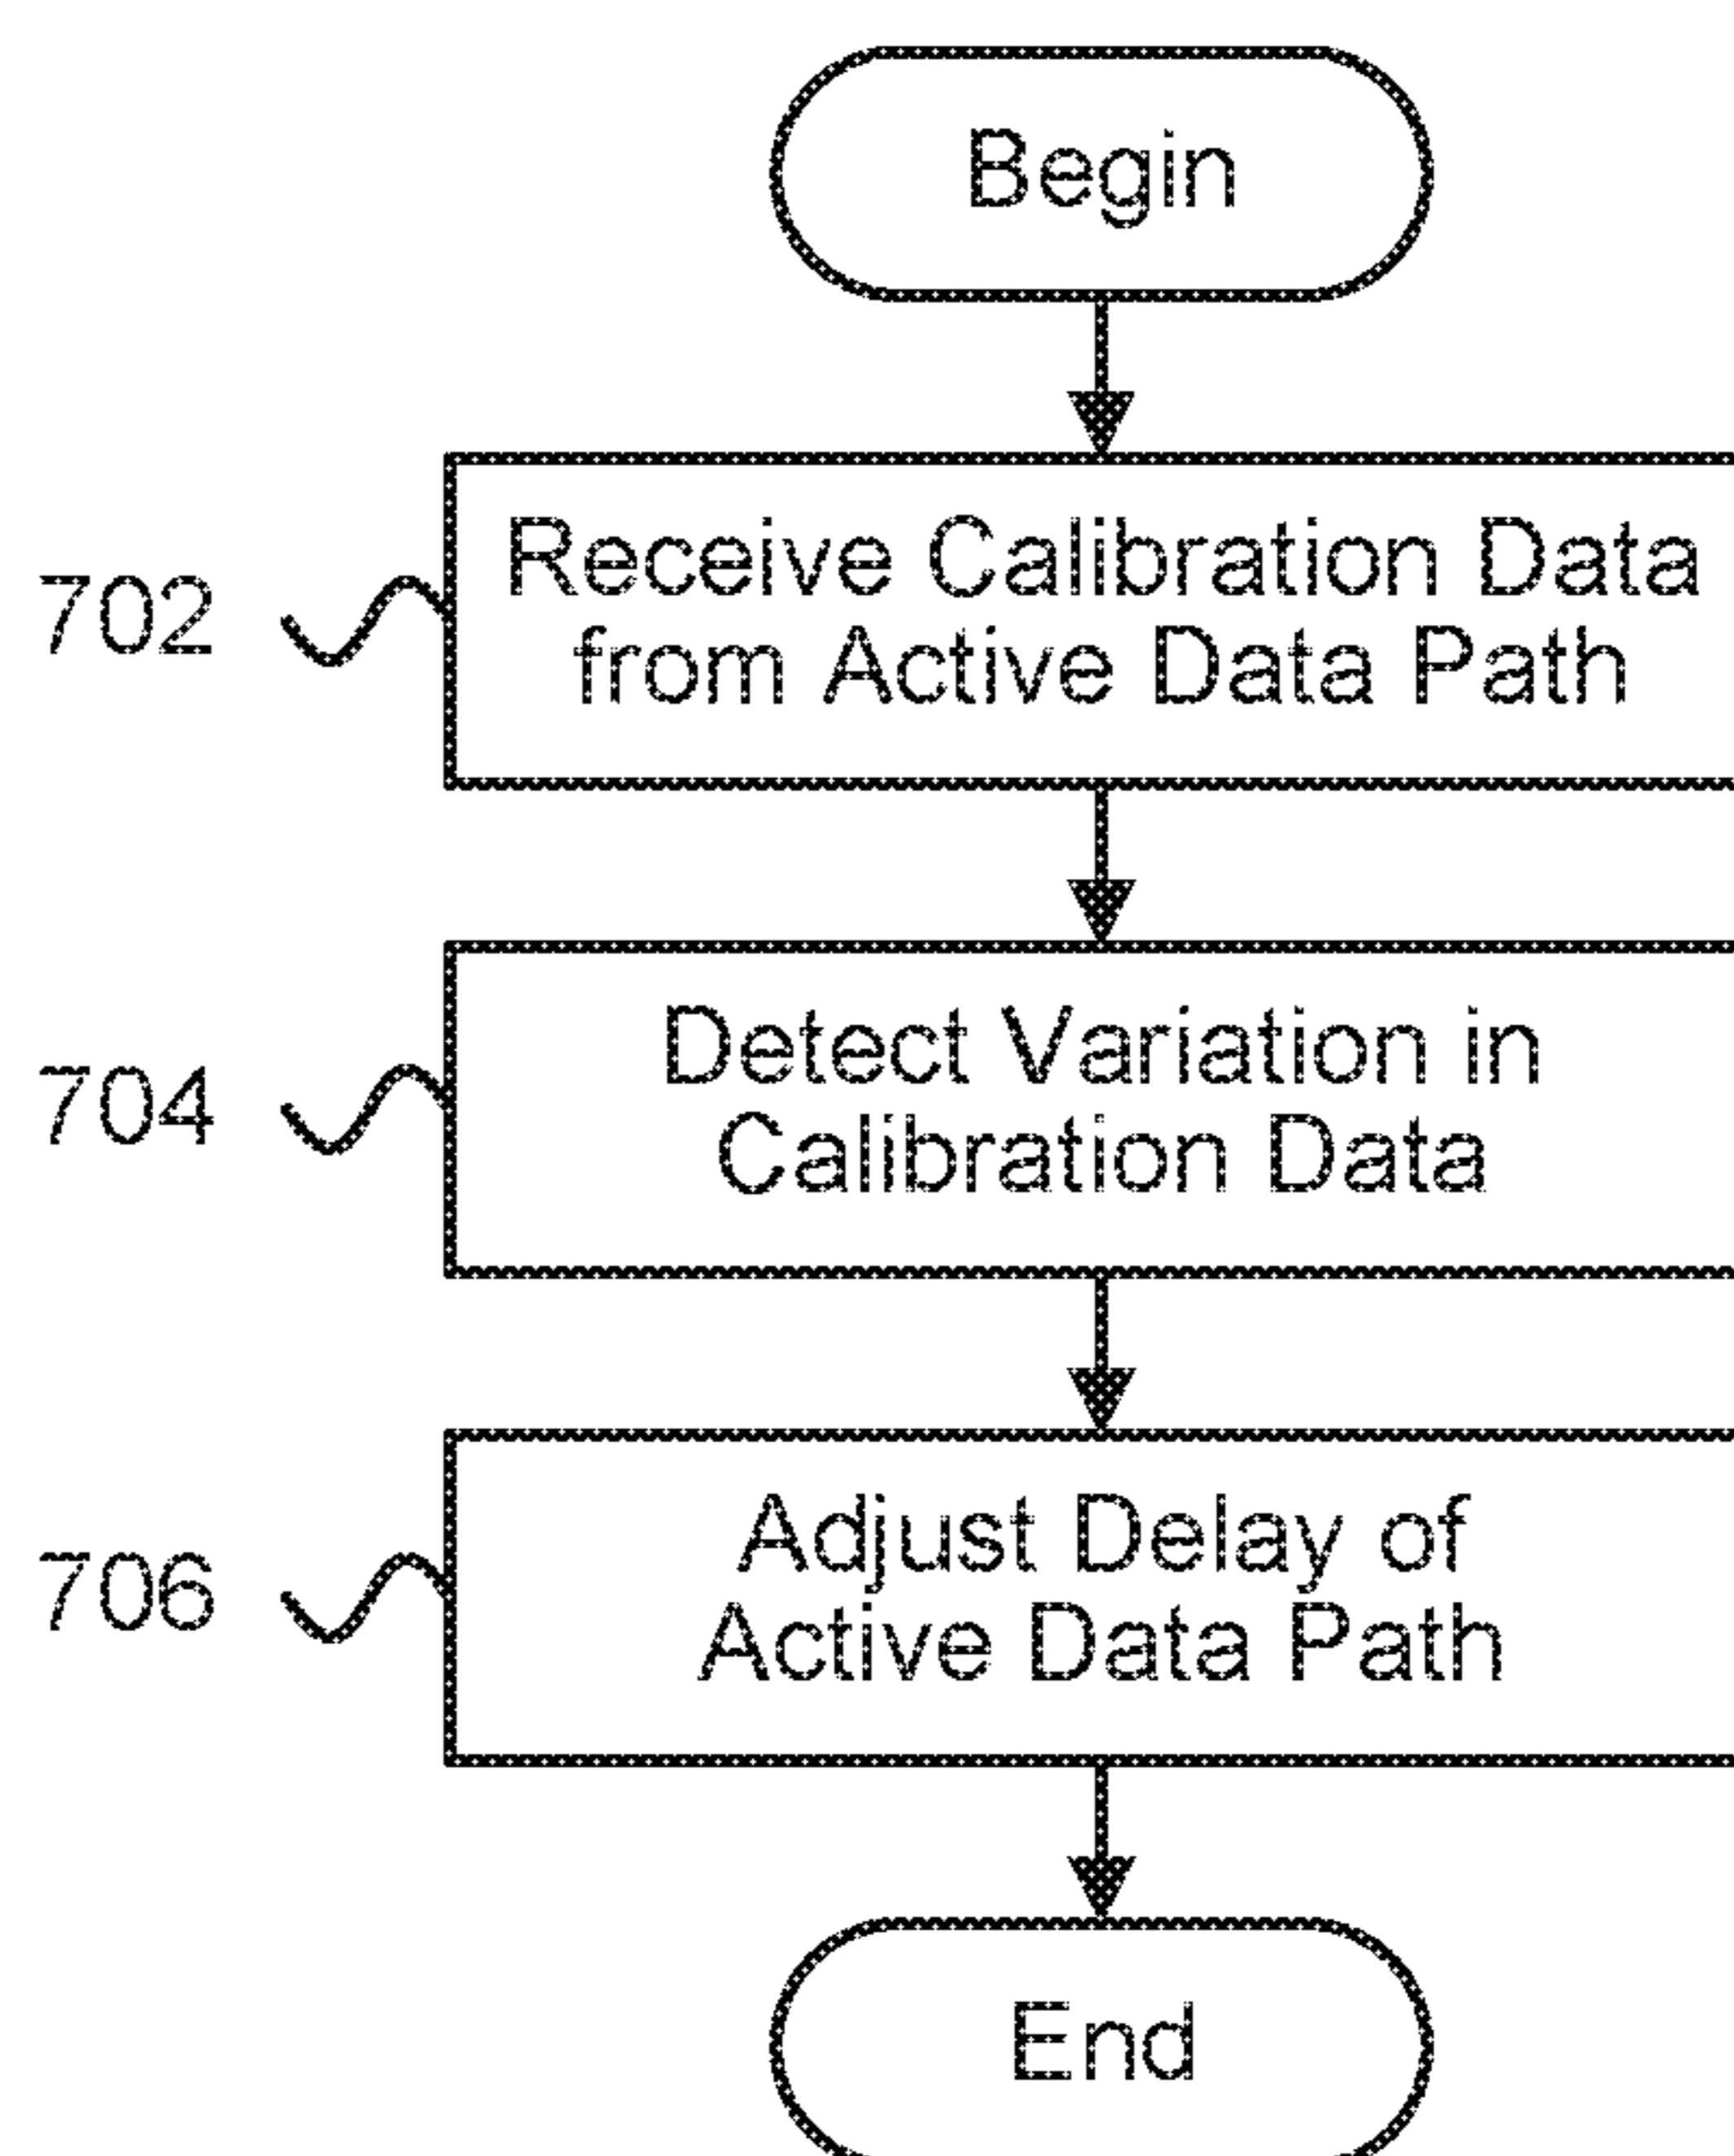 Begin
702
Receive Calibration Data
from Active Data Path
704
Detect Variation in
Calibration Data
706
Adjust Delay of
Active Data Path
End